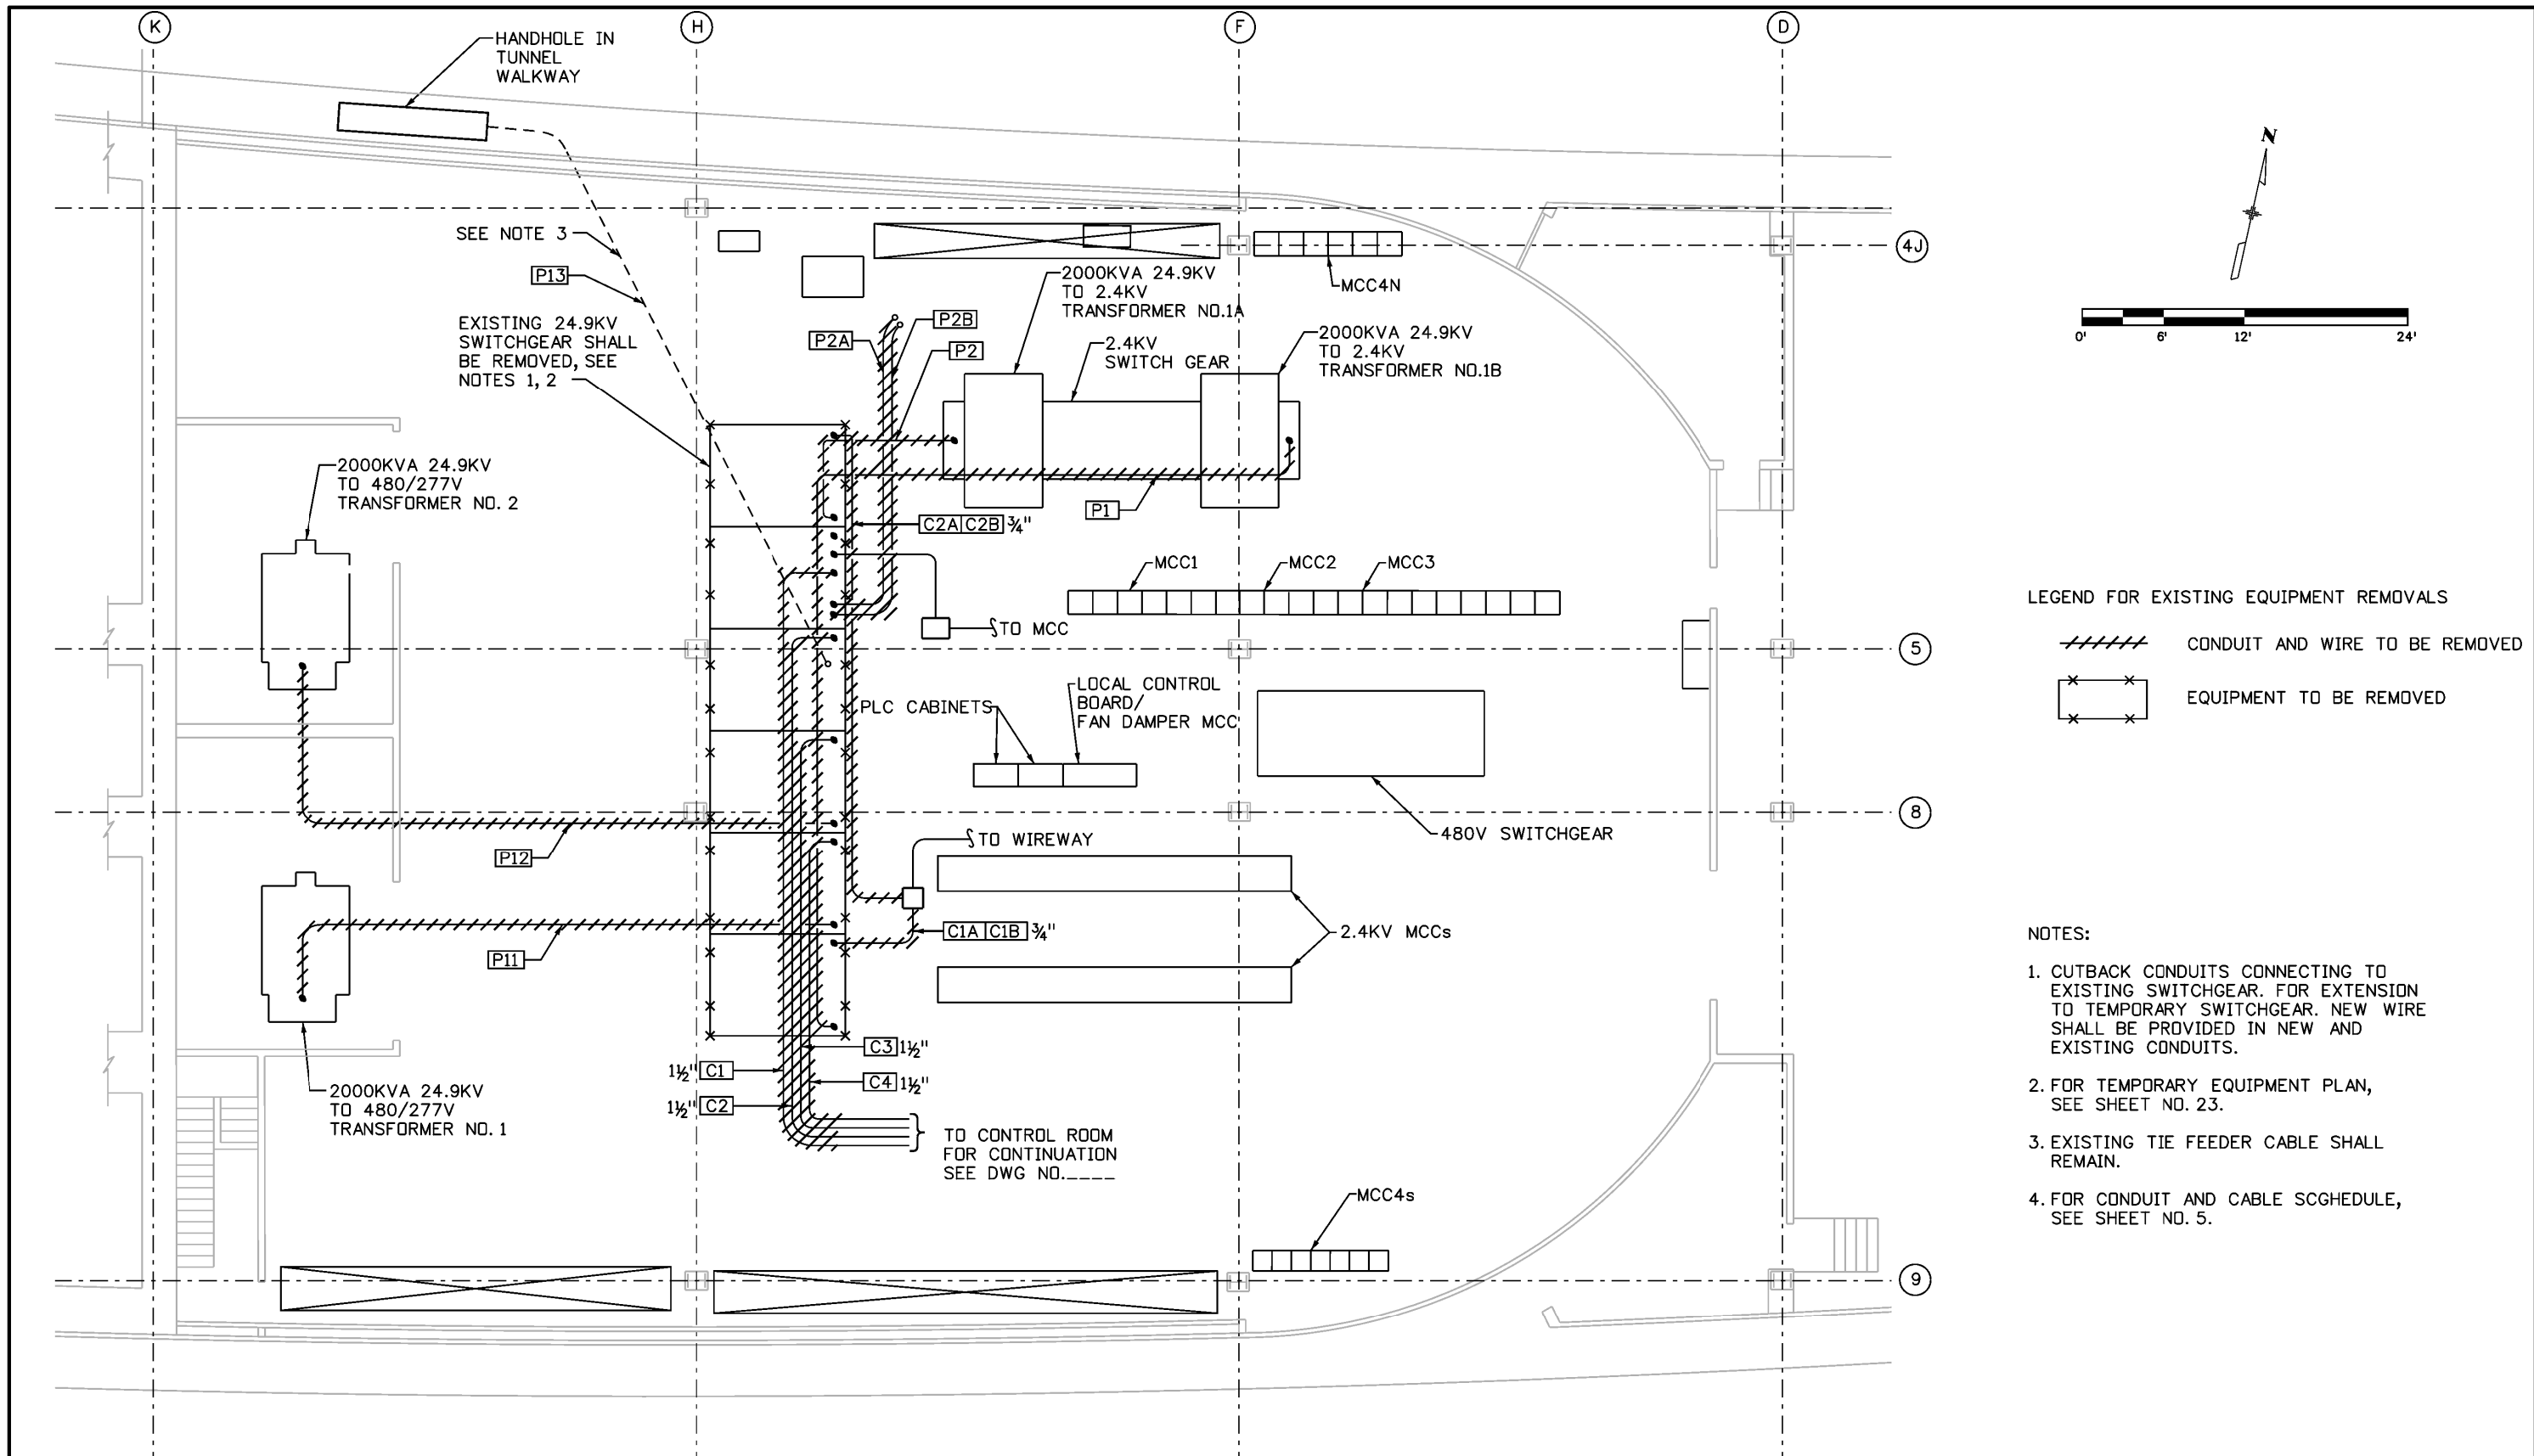 K
H
F
D
HANDHOLE IN
TUNNEL
WALKWAY
N
SEE NOTE 3
P13
4J
2000KVA 24.9KV
TO 2.4KV
TRANSFORMER NO.1A
MCC4N
EXISTING 24.9KV
SWITCHGEAR SHALL
BE REMOVED, SEE
NOTES 1, 2
P2A
P2B
P2
2.4KV
SWITCH GEAR
2000KVA 24.9KV
TO 2.4KV
TRANSFORMER NO.1B
0'
6'
12'
24'
2000KVA 24.9KV
TO 480/277V
TRANSFORMER NO. 2
P1
C2A C2B 3/4"
MCC1
MCC2
MCC3
TO MCC
5
LEGEND FOR EXISTING EQUIPMENT REMOVALS
CONDUIT AND WIRE TO BE REMOVED
EQUIPMENT TO BE REMOVED
PLC CABINETS
LOCAL CONTROL
BOARD/
FAN DAMPER MCC
8
480V SWITCHGEAR
TO WIREWAY
P12
P11
C1A C1B 3/4"
2.4KV MCCs
C3 1½"
1½" C1
C4 1½"
1½" C2
2000KVA 24.9KV
TO 480/277V
TRANSFORMER NO. 1
TO CONTROL ROOM
FOR CONTINUATION
SEE DWG NO.____
MCC4s
9
NOTES:
1. CUTBACK CONDUITS CONNECTING TO
EXISTING SWITCHGEAR. FOR EXTENSION
TO TEMPORARY SWITCHGEAR. NEW WIRE
SHALL BE PROVIDED IN NEW AND
EXISTING CONDUITS.
2. FOR TEMPORARY EQUIPMENT PLAN,
SEE SHEET NO. 23.
3. EXISTING TIE FEEDER CABLE SHALL
REMAIN.
4. FOR CONDUIT AND CABLE SCGHEDULE,
SEE SHEET NO. 5.